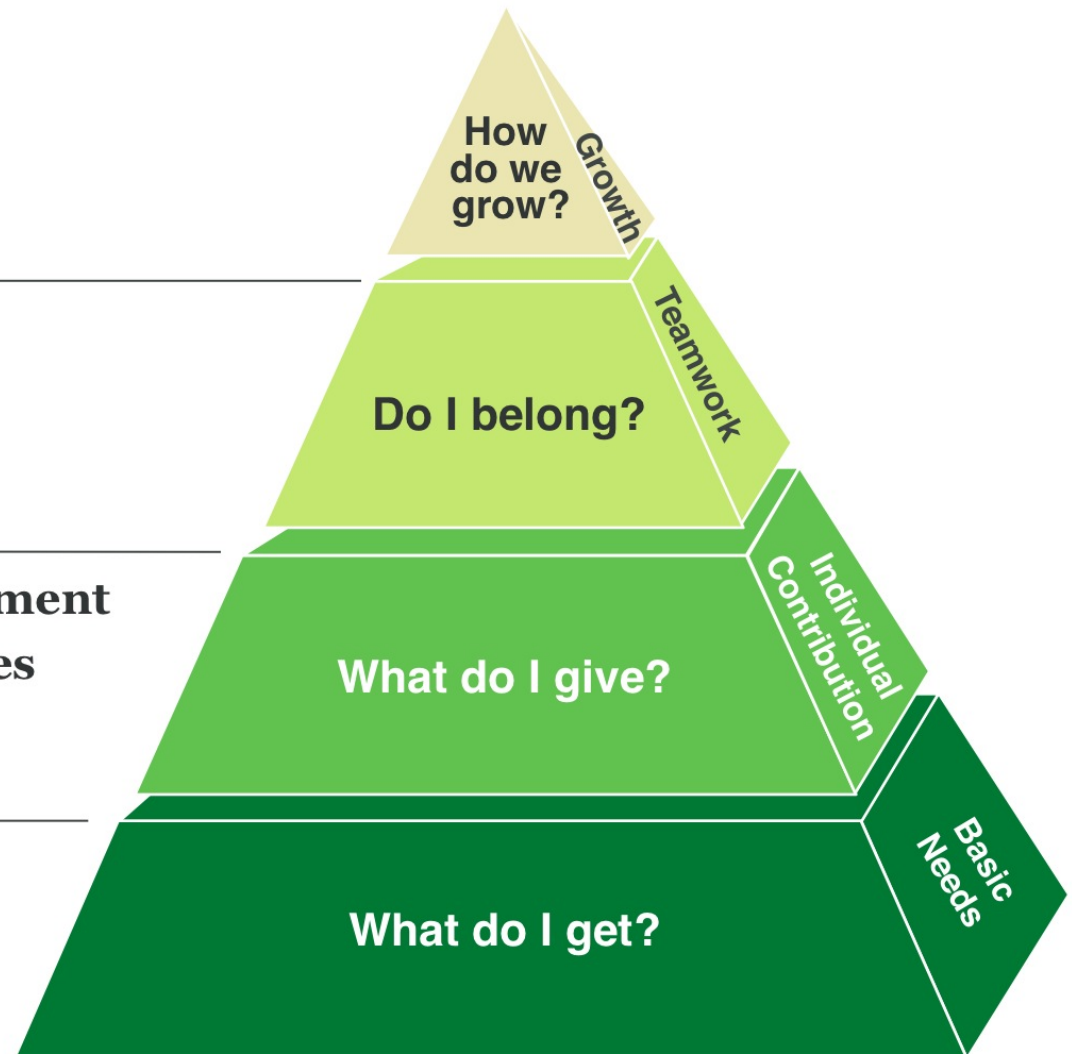 How
do we
grow?
Growth
Do I belong?
Teamwork
ment
es
What do I give?
Individual
Contribution
What do I get?
Basic
Needs